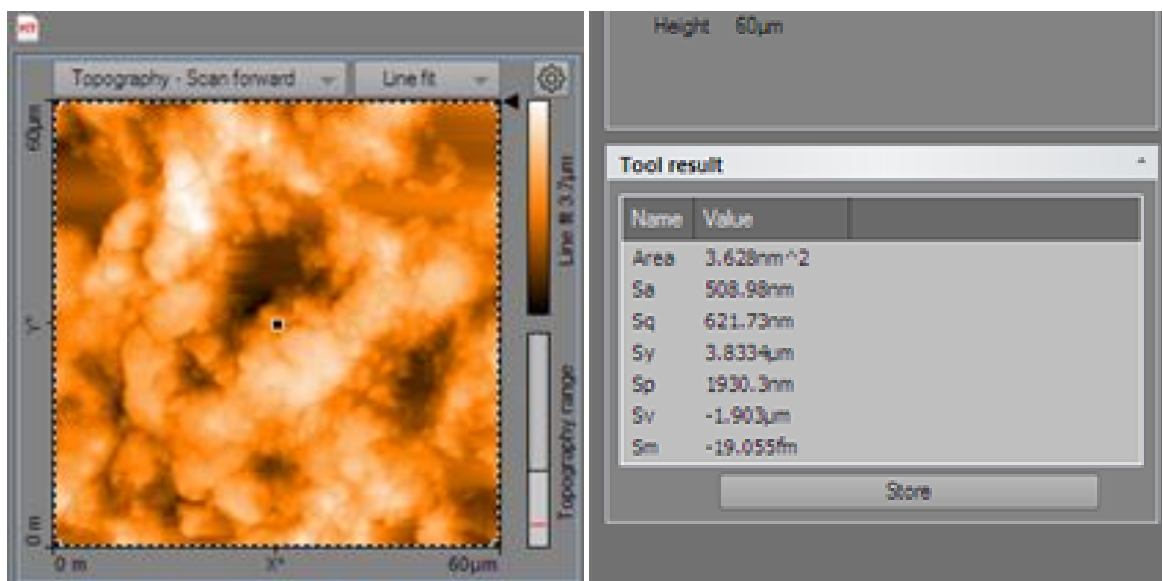 Topography - Scan forward
Line fit
60µm
Line fit 3.7µm
Y*
Topography range
0 m
0 m
X*
60µm
Height 60µm
Tool result
Name Value
Area 3.628nm^2
Sa 508.98nm
Sq 621.73nm
Sy 3.8334µm
Sp 1930.3nm
Sv -1.903µm
Sm -19.055fm
Store